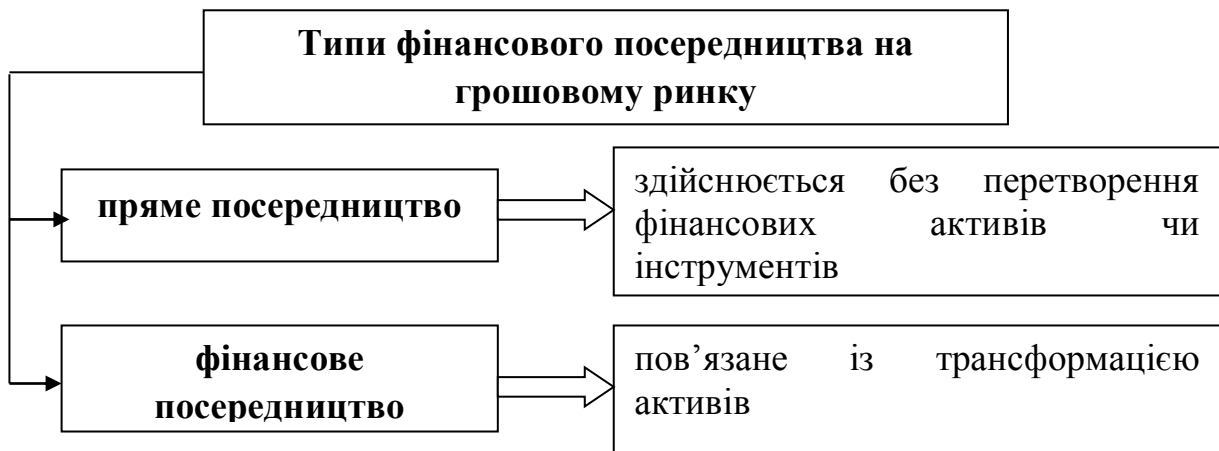 Типи фінансового посередництва на
грошовому ринку
пряме посередництво
здійснюється без перетворення
фінансових активів чи
інструментів
фінансове
посередництво
пов’язане із трансформацією
активів